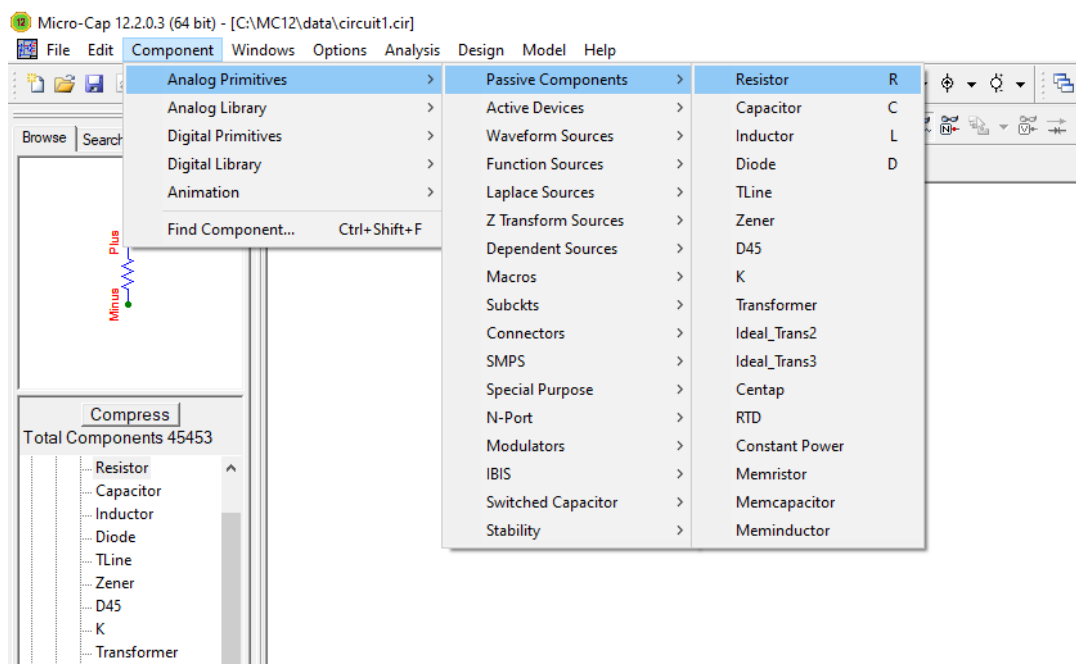 12 Micro-Cap 12.2.0.3 (64 bit) - [C:\MC12\data\circuit1.cir]
File Edit Component Windows Options Analysis Design Model Help
Browse Search
Plus
Minus
Compress
Total Components 45453
Resistor
Capacitor
Inductor
Diode
TLine
Zener
D45
K
Transformer
Analog Primitives >
Analog Library >
Digital Primitives >
Digital Library >
Animation >
Find Component... Ctrl+Shift+F
Passive Components >
Active Devices >
Waveform Sources >
Function Sources >
Laplace Sources >
Z Transform Sources >
Dependent Sources >
Macros >
Subckts >
Connectors >
SMPS >
Special Purpose >
N-Port >
Modulators >
IBIS >
Switched Capacitor >
Stability >
Resistor R
Capacitor C
Inductor L
Diode D
TLine
Zener
D45
K
Transformer
Ideal_Trans2
Ideal_Trans3
Centap
RTD
Constant Power
Memristor
Memcapacitor
Meminductor